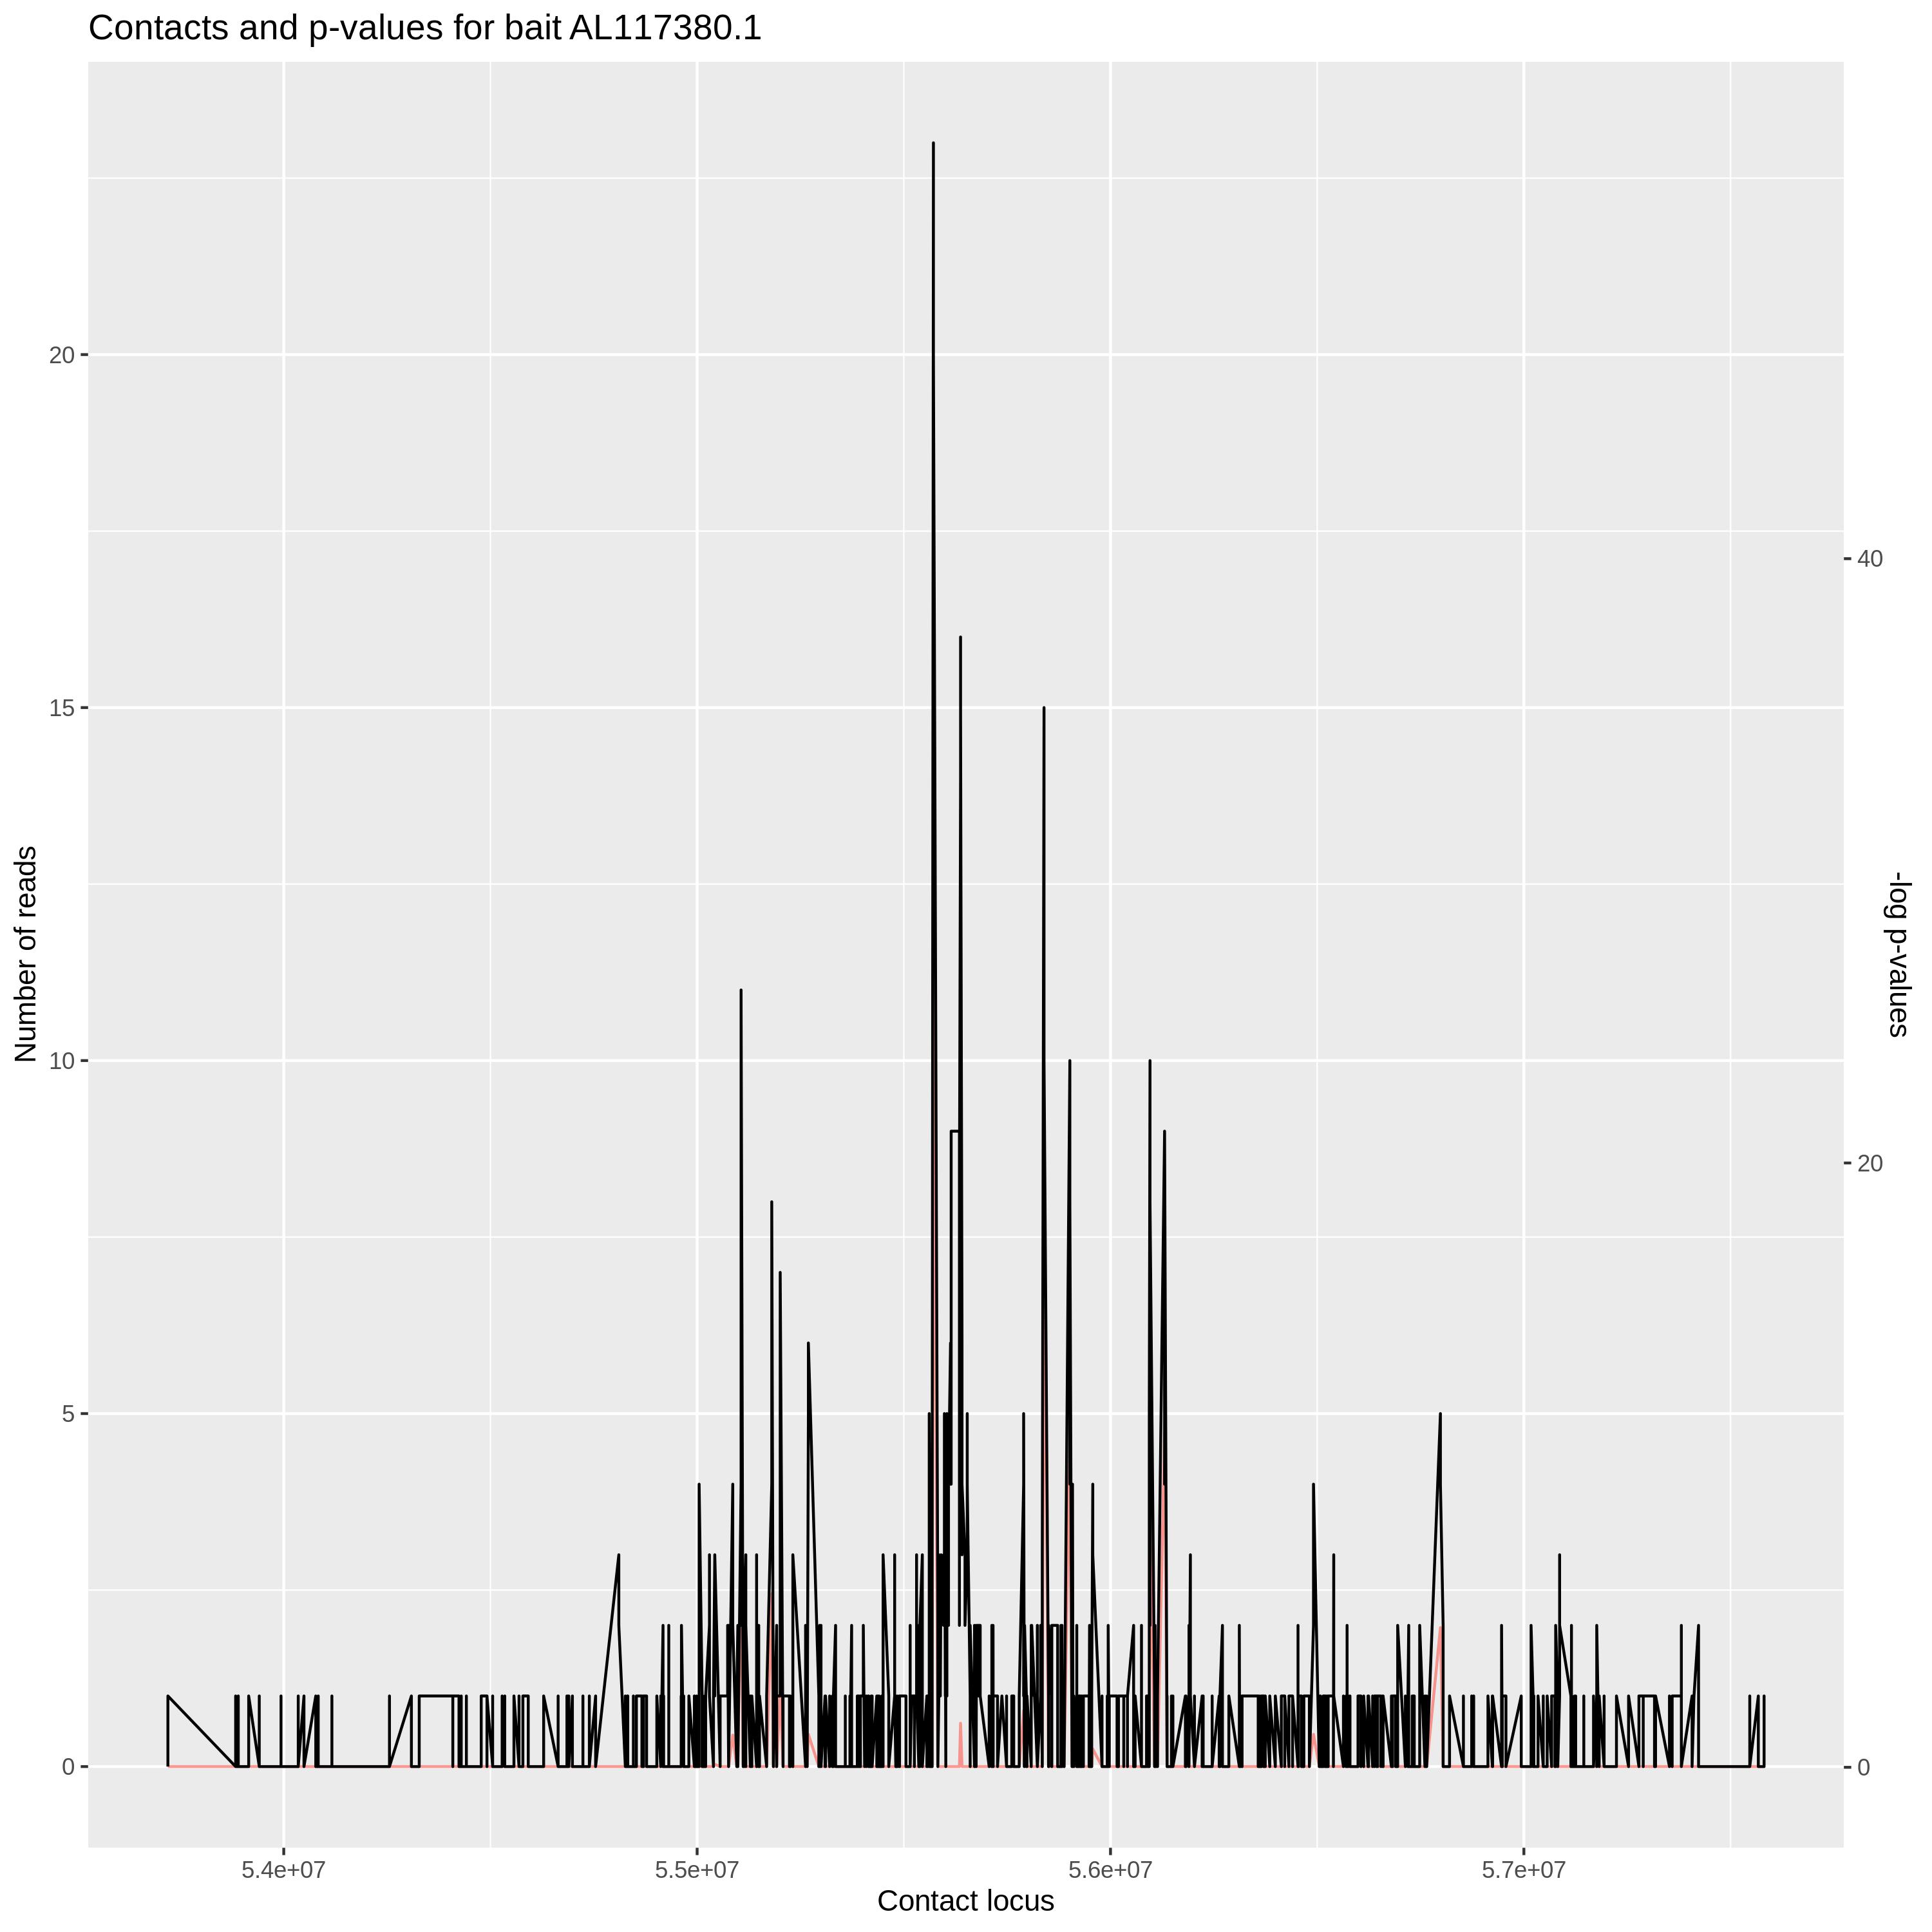 Contacts and p-values for bait AL117380.1
Number of reads
20
15
10
5
0
40
20
0
-log p-values
5.4e+07
5.5e+07
5.6e+07
5.7e+07
Contact locus